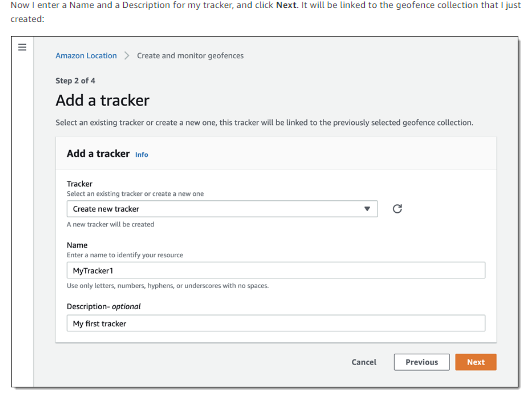 Now I enter a Name and a Description for my tracker, and click Next. It will be linked to the geofence collection that I just
created:
Amazon Location > Create and monitor geofences
Step 2 of 4
Add a tracker
Select an existing tracker or create a new one, this tracker will be linked to the previously selected geofence collection.
Add a tracker Info
Tracker
Select an existing tracker or create a new one
Create new tracker
A new tracker will be created
Name
Enter a name to identify your resource
MyTracker1
Use only letters, numbers, hyphens, or underscores with no spaces.
Description- optional
My first tracker
Cancel Previous Next